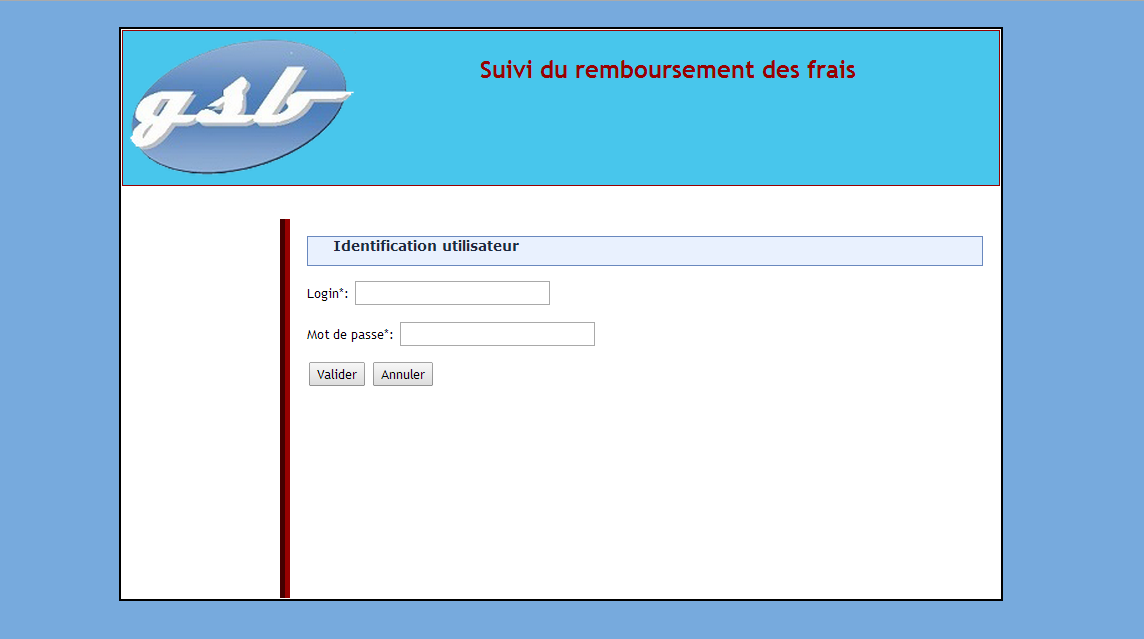 gsb
Suivi du remboursement des frais
Identification utilisateur
Login*:
Mot de passe*:
Valider Annuler